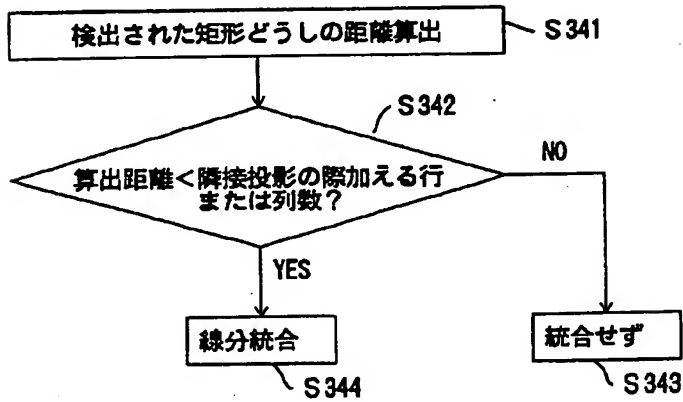 検出された矩形どうしの距離算出
S341
S342
算出距離<隣接投影の際加える行
または列数?
NO
YES
線分統合
統合せず
S344
S343